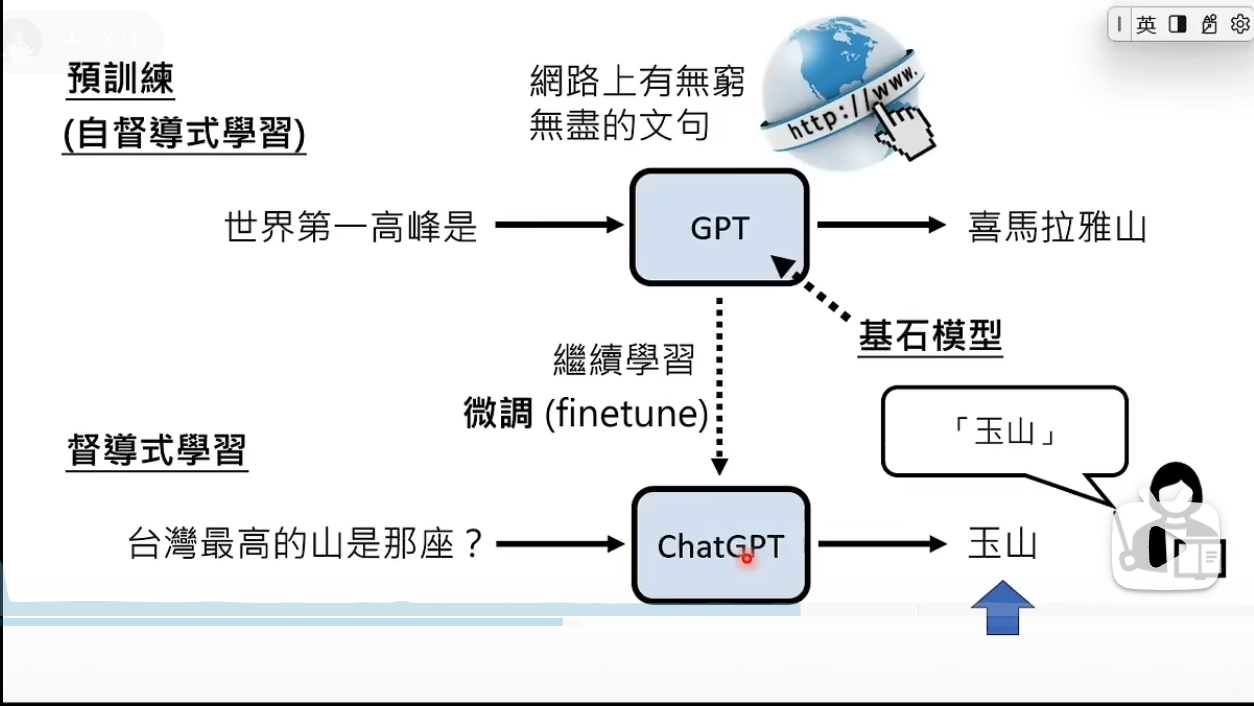 + 关注
英
預訓練
(自督導式學習)
網路上有無窮
無盡的文句
http://www.
世界第一高峰是
GPT
喜馬拉雅山
基石模型
繼續學習
微調 (finetune)
督導式學習
「玉山」
台灣最高的山是那座？
ChatGPT
玉山